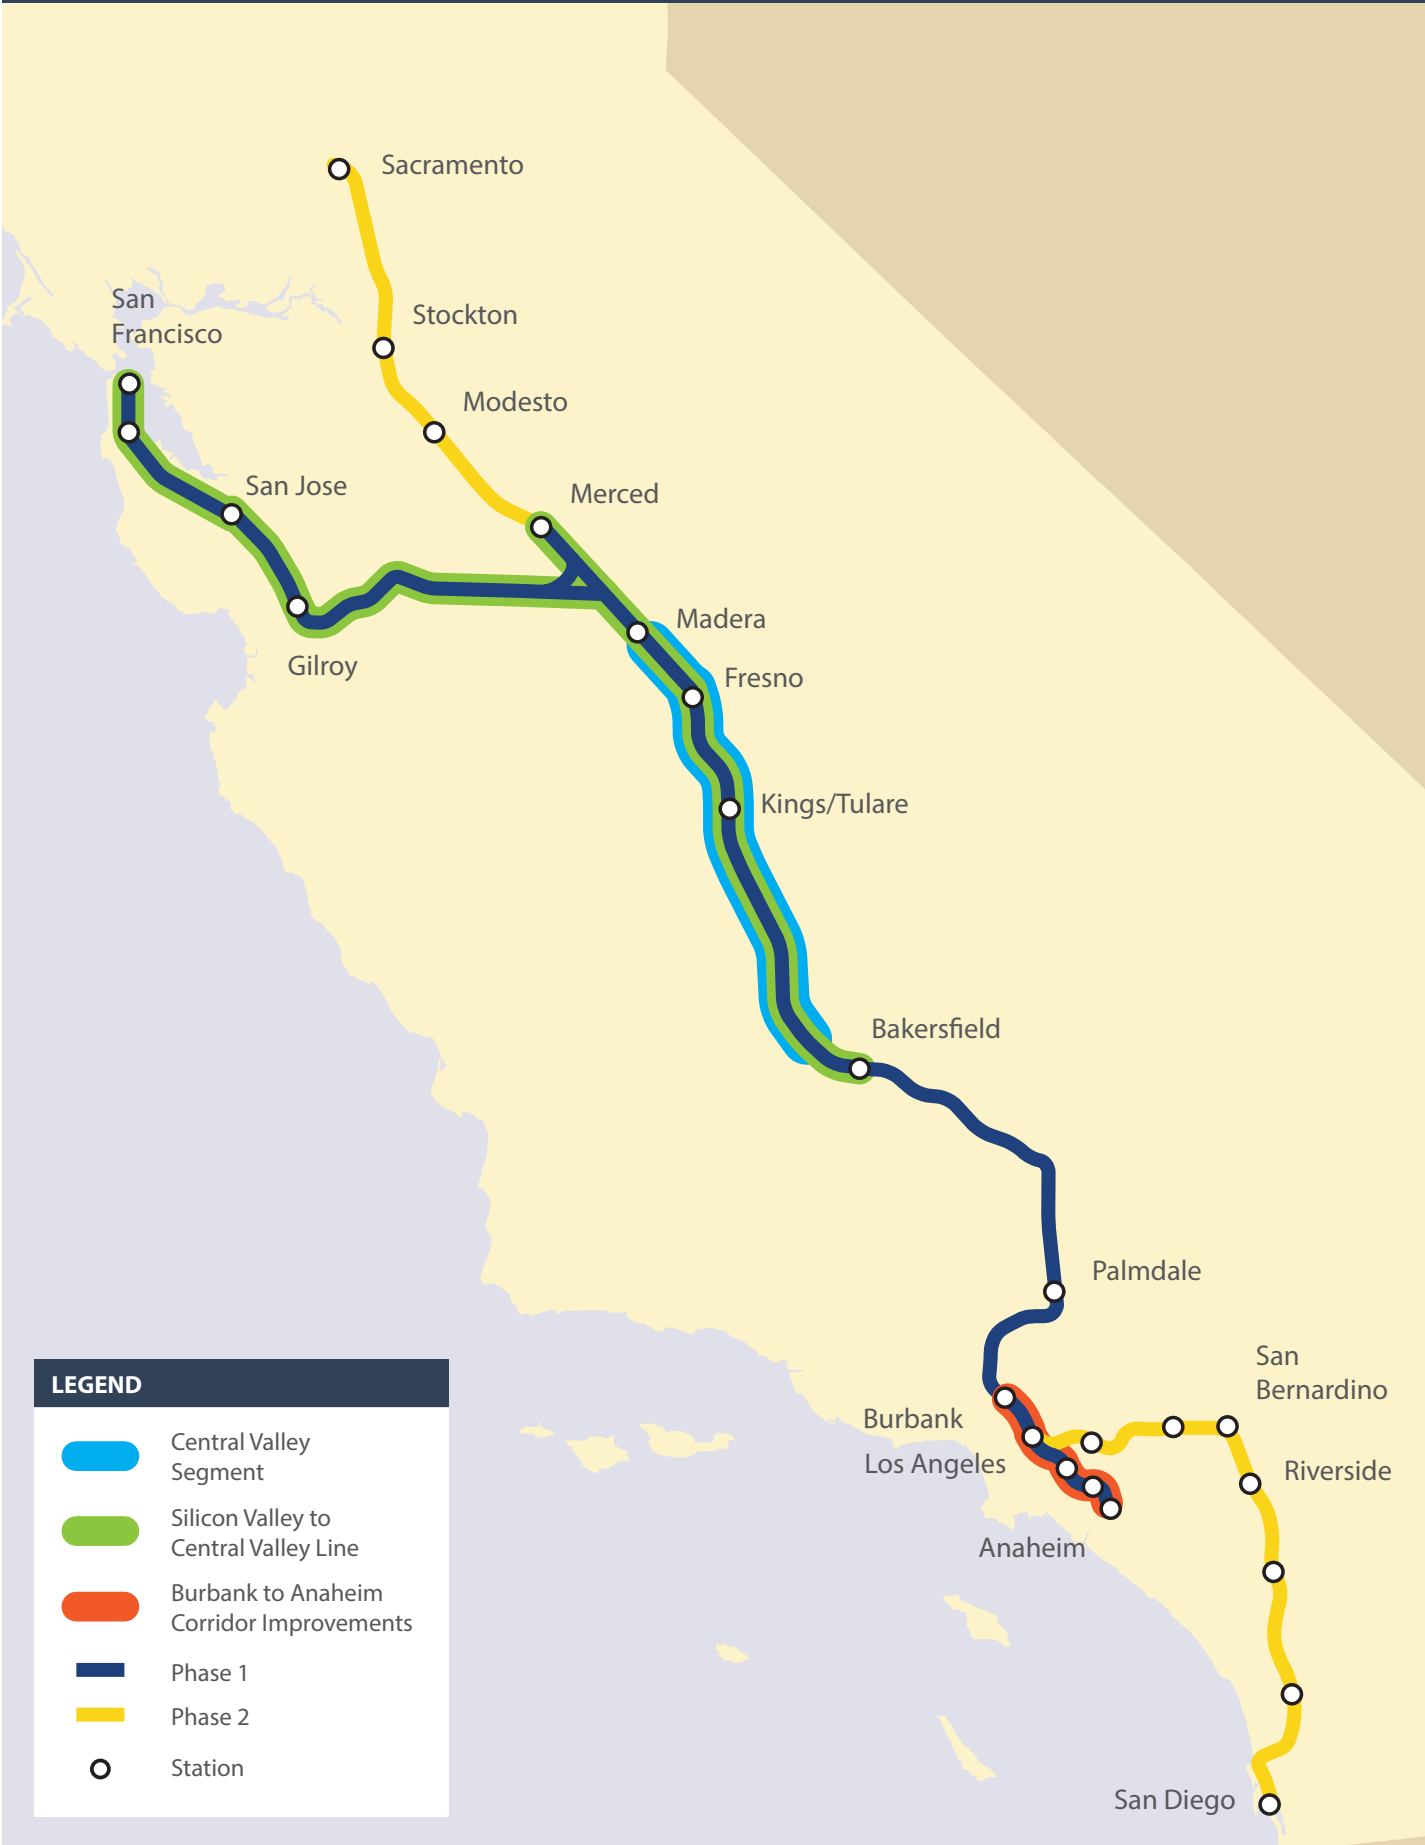 Sacramento
San
Francisco
Stockton
Modesto
San Jose
Merced
Madera
Gilroy
Fresno
Kings/Tulare
Bakersfield
Palmdale
San
Bernardino
Burbank
Los Angeles
Riverside
Anaheim
San Diego
LEGEND
Central Valley
Segment
Silicon Valley to
Central Valley Line
Burbank to Anaheim
Corridor Improvements
Phase 1
Phase 2
Station